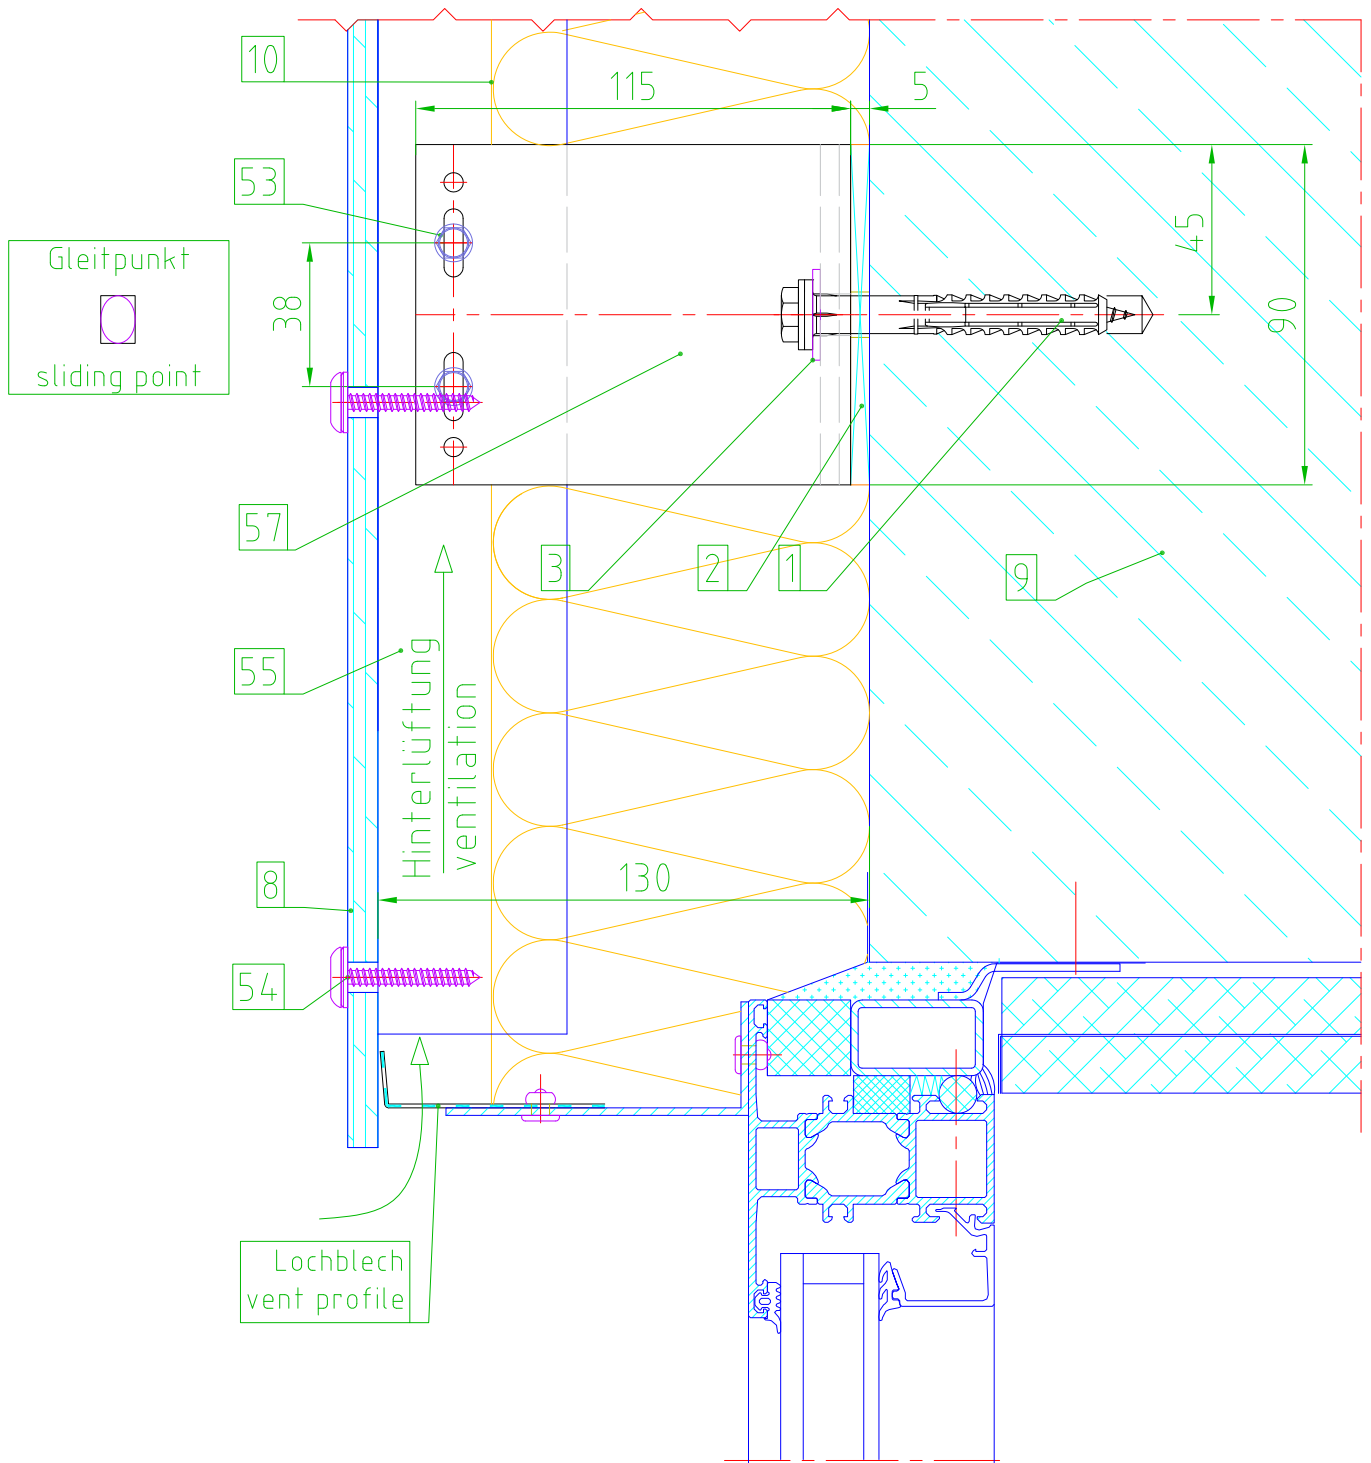 10
115
5
53
45
Gleitpunkt
sliding point
38
90
57
3
2
1
9
55
Hinterlüftung
ventilation
8
130
54
Lochblech
vent profile